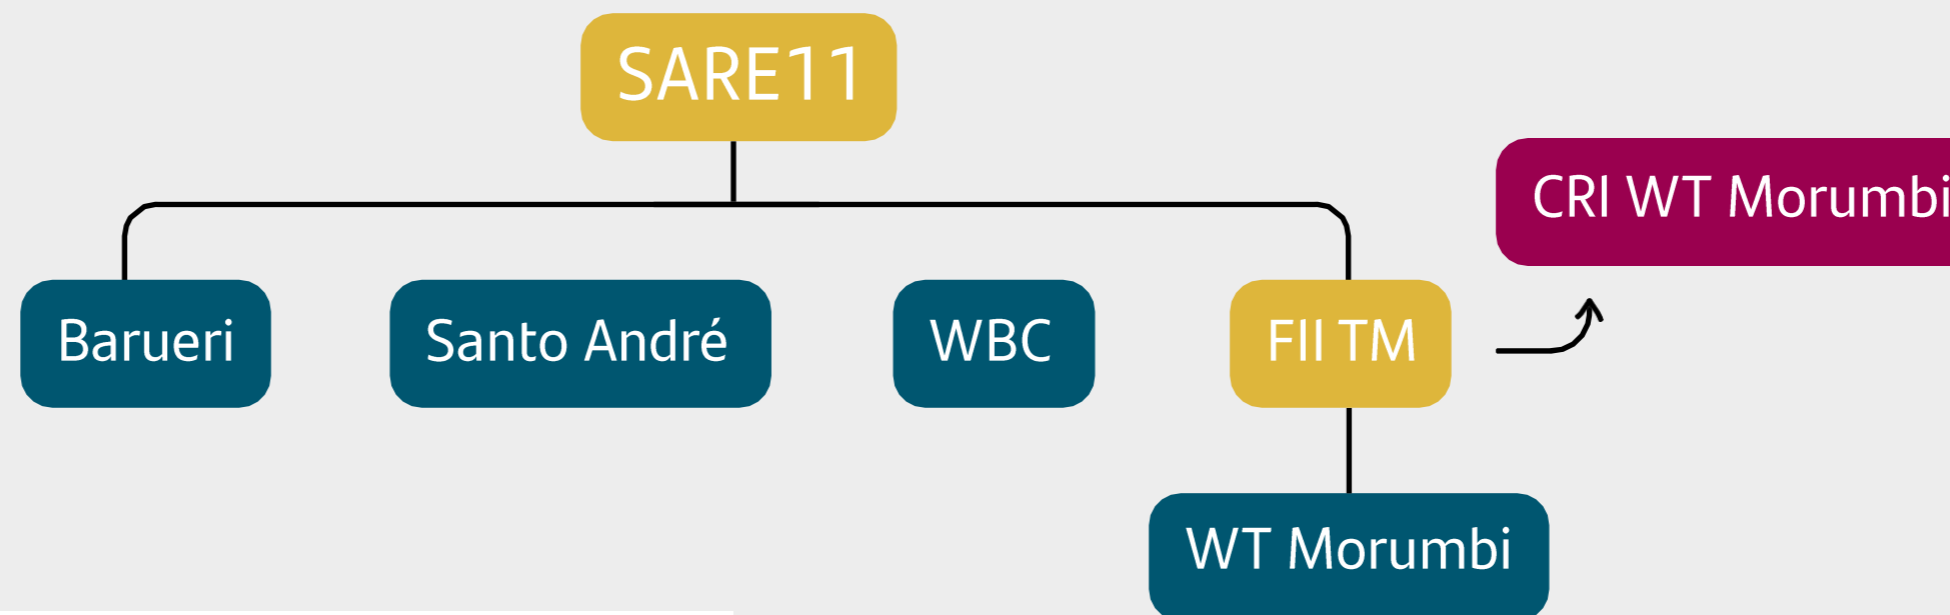 SARE11
CRI WT Morumbi
Barueri
Santo André
WBC
FII TM
WT Morumbi